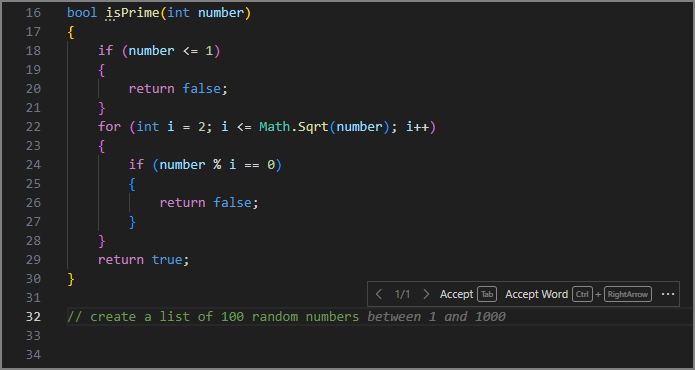 16 bool isPrime(int number)
17 {
18 if (number <= 1)
19 {
20 return false;
21 }
22 for (int i = 2; i <= Math.Sqrt(number); i++)
23 {
24 if (number % i == 0)
25 {
26 return false;
27 }
28 }
29 return true;
30 }
< 1/1 > Accept Tab Accept Word Ctrl + RightArrow ···
31
32 // create a list of 100 random numbers between 1 and 1000
33
34